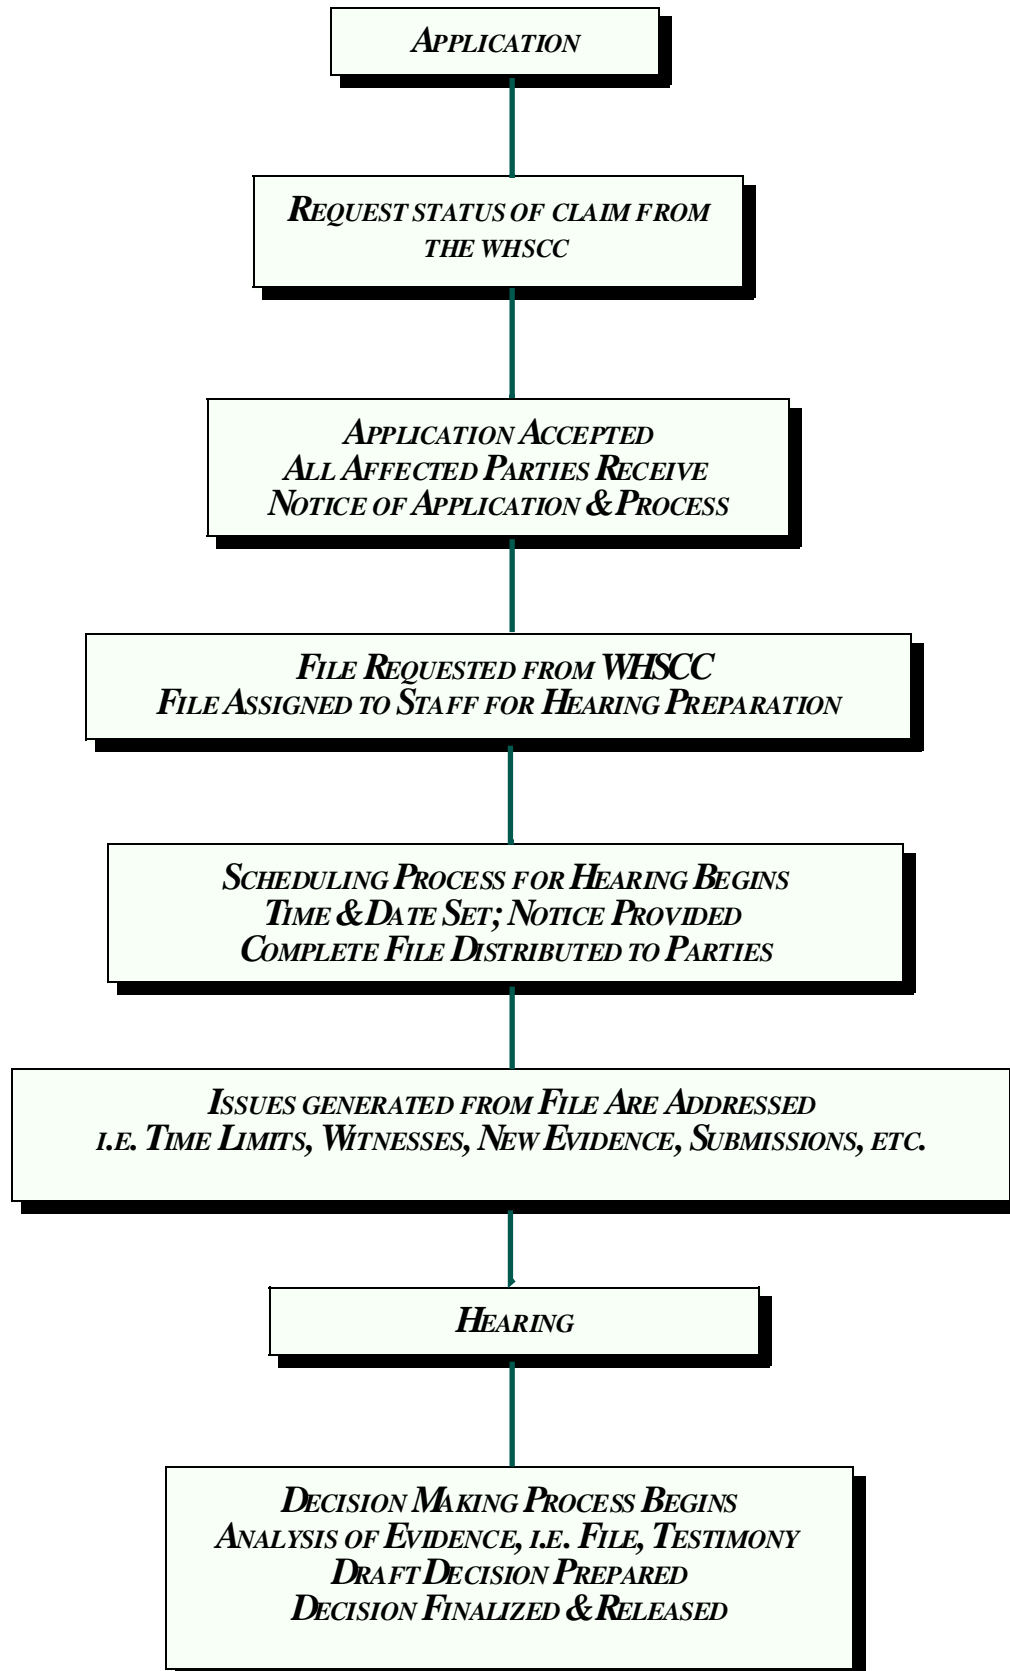 APPLICATION
REQUEST STATUS OF CLAIM FROM
THE WHSCC
APPLICATION ACCEPTED
ALL AFFECTED PARTIES RECEIVE
NOTICE OF APPLICATION & PROCESS
FILE REQUESTED FROM WHSCC
FILE ASSIGNED TO STAFF FOR HEARING PREPARATION
SCHEDULING PROCESS FOR HEARING BEGINS
TIME & DATE SET; NOTICE PROVIDED
COMPLETE FILE DISTRIBUTED TO PARTIES
ISSUES GENERATED FROM FILE ARE ADDRESSED
I.E. TIME LIMITS, WITNESSES, NEW EVIDENCE, SUBMISSIONS, ETC.
HEARING
DECISION MAKING PROCESS BEGINS
ANALYSIS OF EVIDENCE, I.E. FILE, TESTIMONY
DRAFT DECISION PREPARED
DECISION FINALIZED & RELEASED